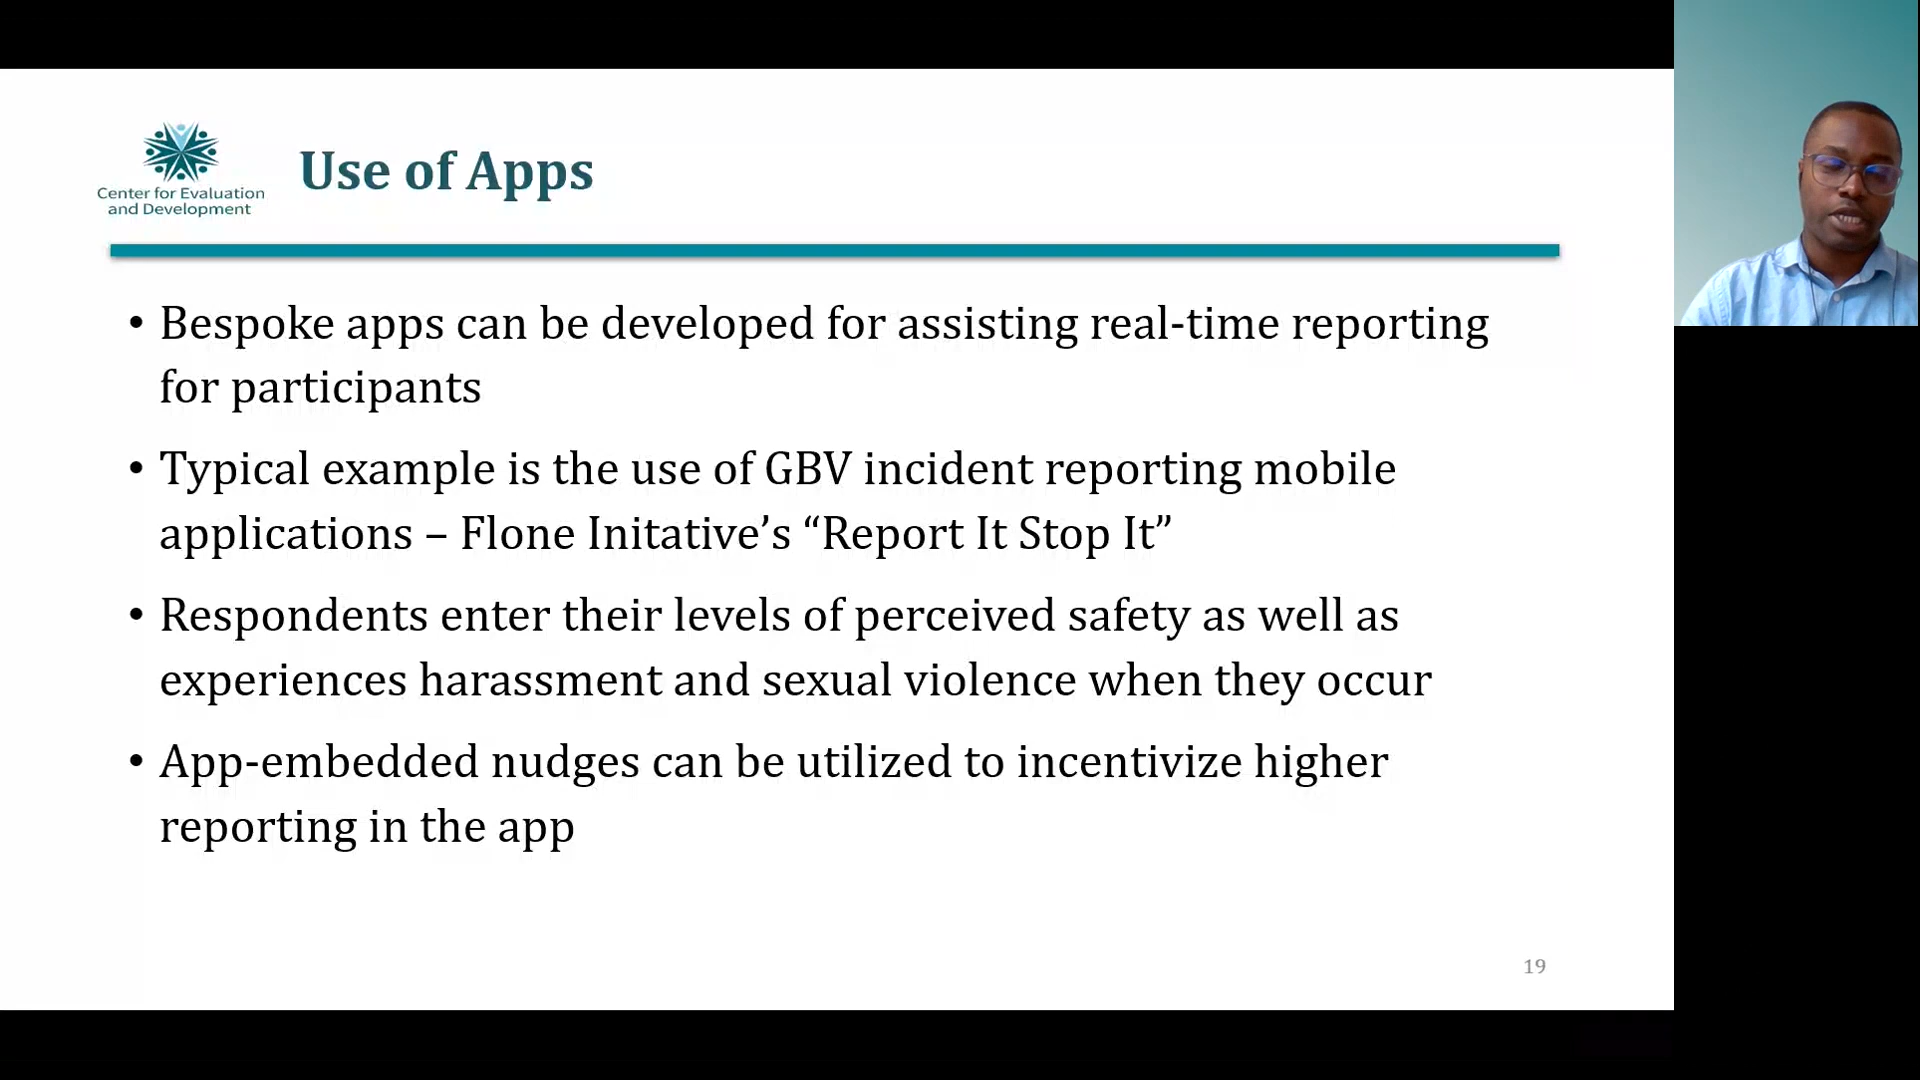 Center for Evaluation
and Development
Use of Apps
• Bespoke apps can be developed for assisting real-time reporting
for participants
• Typical example is the use of GBV incident reporting mobile
applications – Flone Initative’s “Report It Stop It”
• Respondents enter their levels of perceived safety as well as
experiences harassment and sexual violence when they occur
• App-embedded nudges can be utilized to incentivize higher
reporting in the app
19